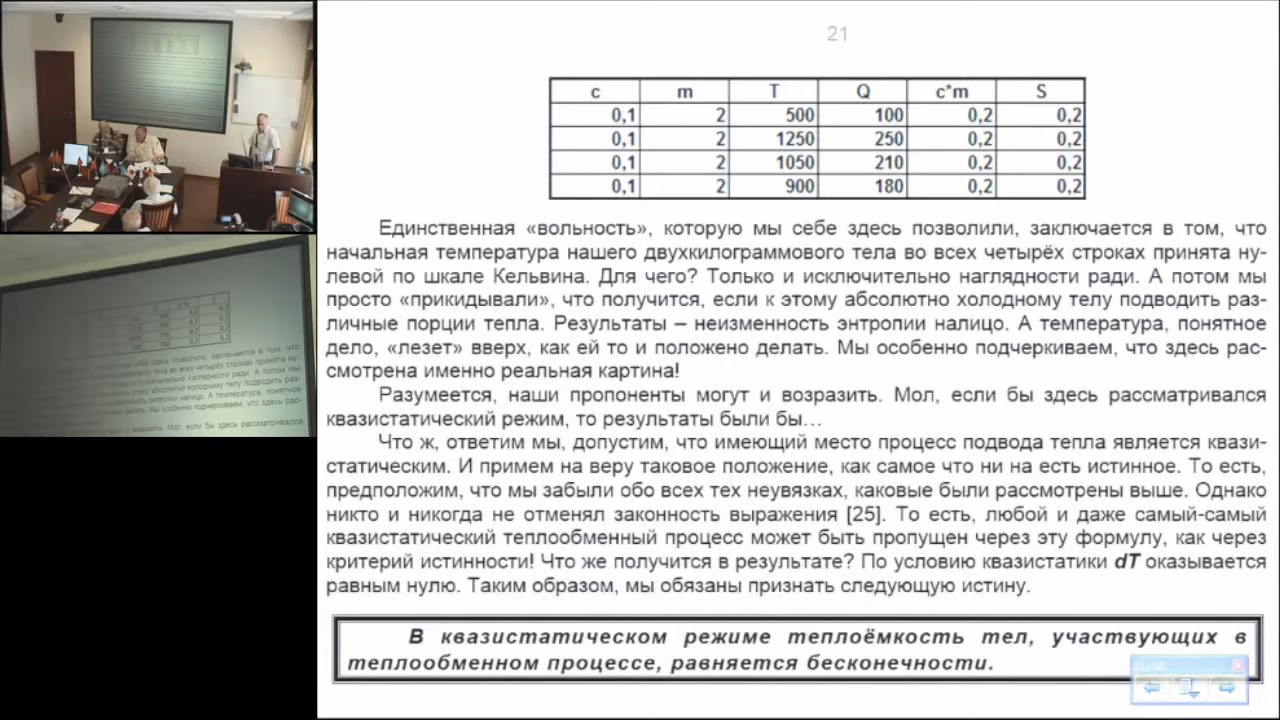 21
c m T Q c*m S
0,1 2 500 100 0,2 0,2
0,1 2 1250 250 0,2 0,2
0,1 2 1050 210 0,2 0,2
0,1 2 900 180 0,2 0,2
Единственная «вольность», которую мы себе здесь позволили, заключается в том, что
начальная температура нашего двухкилограммового тела во всех четырёх строках принята ну-
левой по шкале Кельвина. Для чего? Только и исключительно наглядности ради. А потом мы
просто «прикидывали», что получится, если к этому абсолютно холодному телу подводить раз-
личные порции тепла. Результаты – неизменность энтропии налицо. А температура, понятное
дело, «лезет» вверх, как ей то и положено делать. Мы особенно подчеркиваем, что здесь рас-
смотрена именно реальная картина!
Разумеется, наши пропоненты могут и возразить. Мол, если бы здесь рассматривался
квазистатический режим, то результаты были бы…
Что ж, ответим мы, допустим, что имеющий место процесс подвода тепла является квази-
статическим. И примем на веру таковое положение, как самое что ни на есть истинное. То есть,
предположим, что мы забыли обо всех тех неувязках, каковые были рассмотрены выше. Однако
никто и никогда не отменял законность выражения [25]. То есть, любой и даже самый-самый
квазистатический теплообменный процесс может быть пропущен через эту формулу, как через
критерий истинности! Что же получится в результате? По условию квазистатики dT оказывается
равным нулю. Таким образом, мы обязаны признать следующую истину.
В квазистатическом режиме теплоёмкость тел, участвующих в
теплообменном процессе, равняется бесконечности.